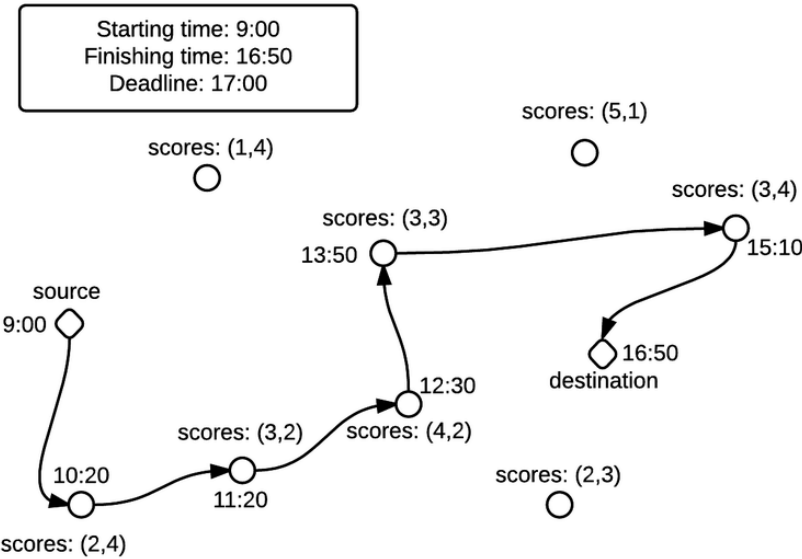 Starting time: 9:00
Finishing time: 16:50
Deadline: 17:00
scores: (5,1)
scores: (1,4)
scores: (3,4)
scores: (3,3)
13:50
15:10
source
9:00
16:50
destination
12:30
scores: (3,2)
scores: (4,2)
10:20
11:20
scores: (2,3)
scores: (2,4)